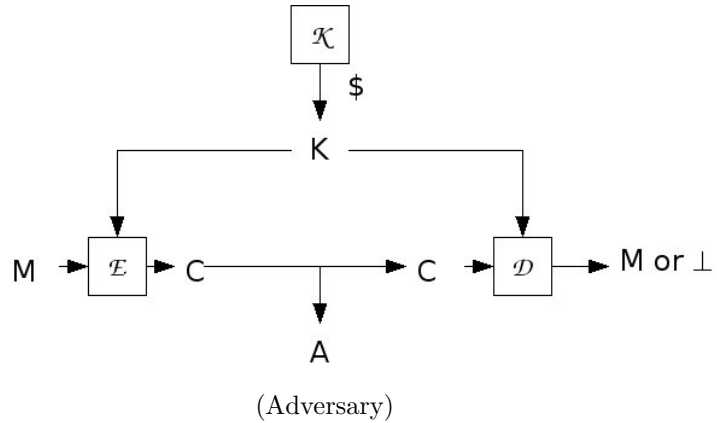 𝒦
$
K
M ℰ C C 𝒟 M or ⊥
A
(Adversary)